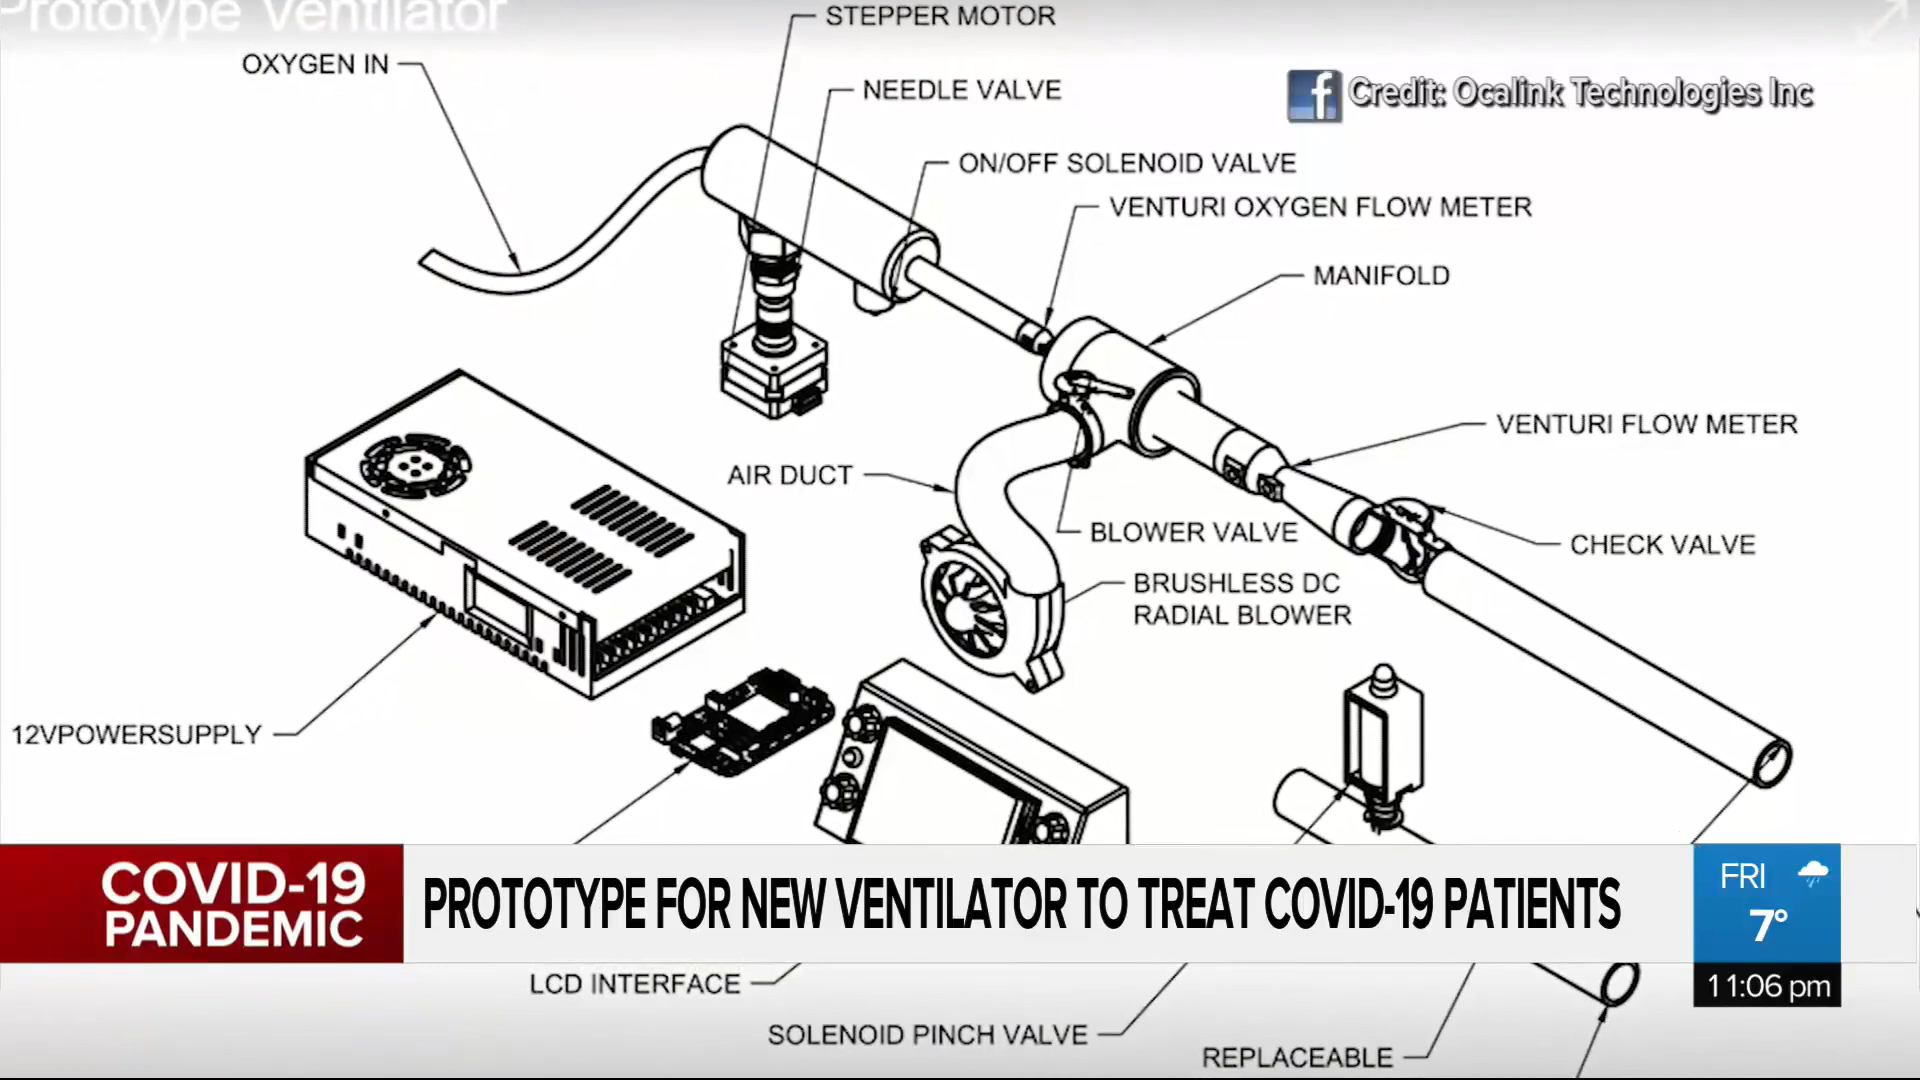 Prototype Ventilator
STEPPER MOTOR
OXYGEN IN
NEEDLE VALVE
f Credit: Ocalink Technologies Inc
ON/OFF SOLENOID VALVE
VENTURI OXYGEN FLOW METER
MANIFOLD
VENTURI FLOW METER
AIR DUCT
BLOWER VALVE
CHECK VALVE
BRUSHLESS DC
RADIAL BLOWER
12VPOWERSUPPLY
COVID-19
PANDEMIC
PROTOTYPE FOR NEW VENTILATOR TO TREAT COVID-19 PATIENTS
FRI
7°
11:06 pm
LCD INTERFACE
SOLENOID PINCH VALVE
REPLACEABLE